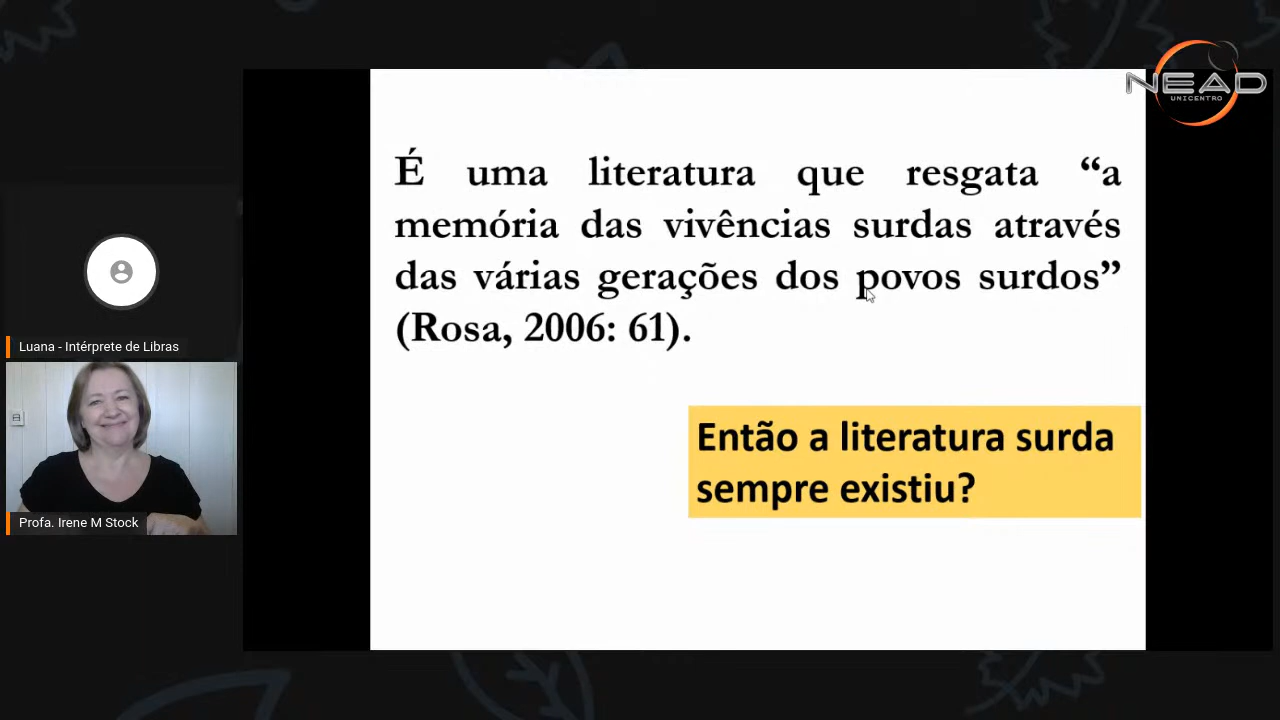 NEAD
UNICENTRO
É uma literatura que resgata “a
memória das vivências surdas através
das várias gerações dos povos surdos”
(Rosa, 2006: 61).
Então a literatura surda
sempre existiu?
Luana - Intérprete de Libras
Profa. Irene M Stock